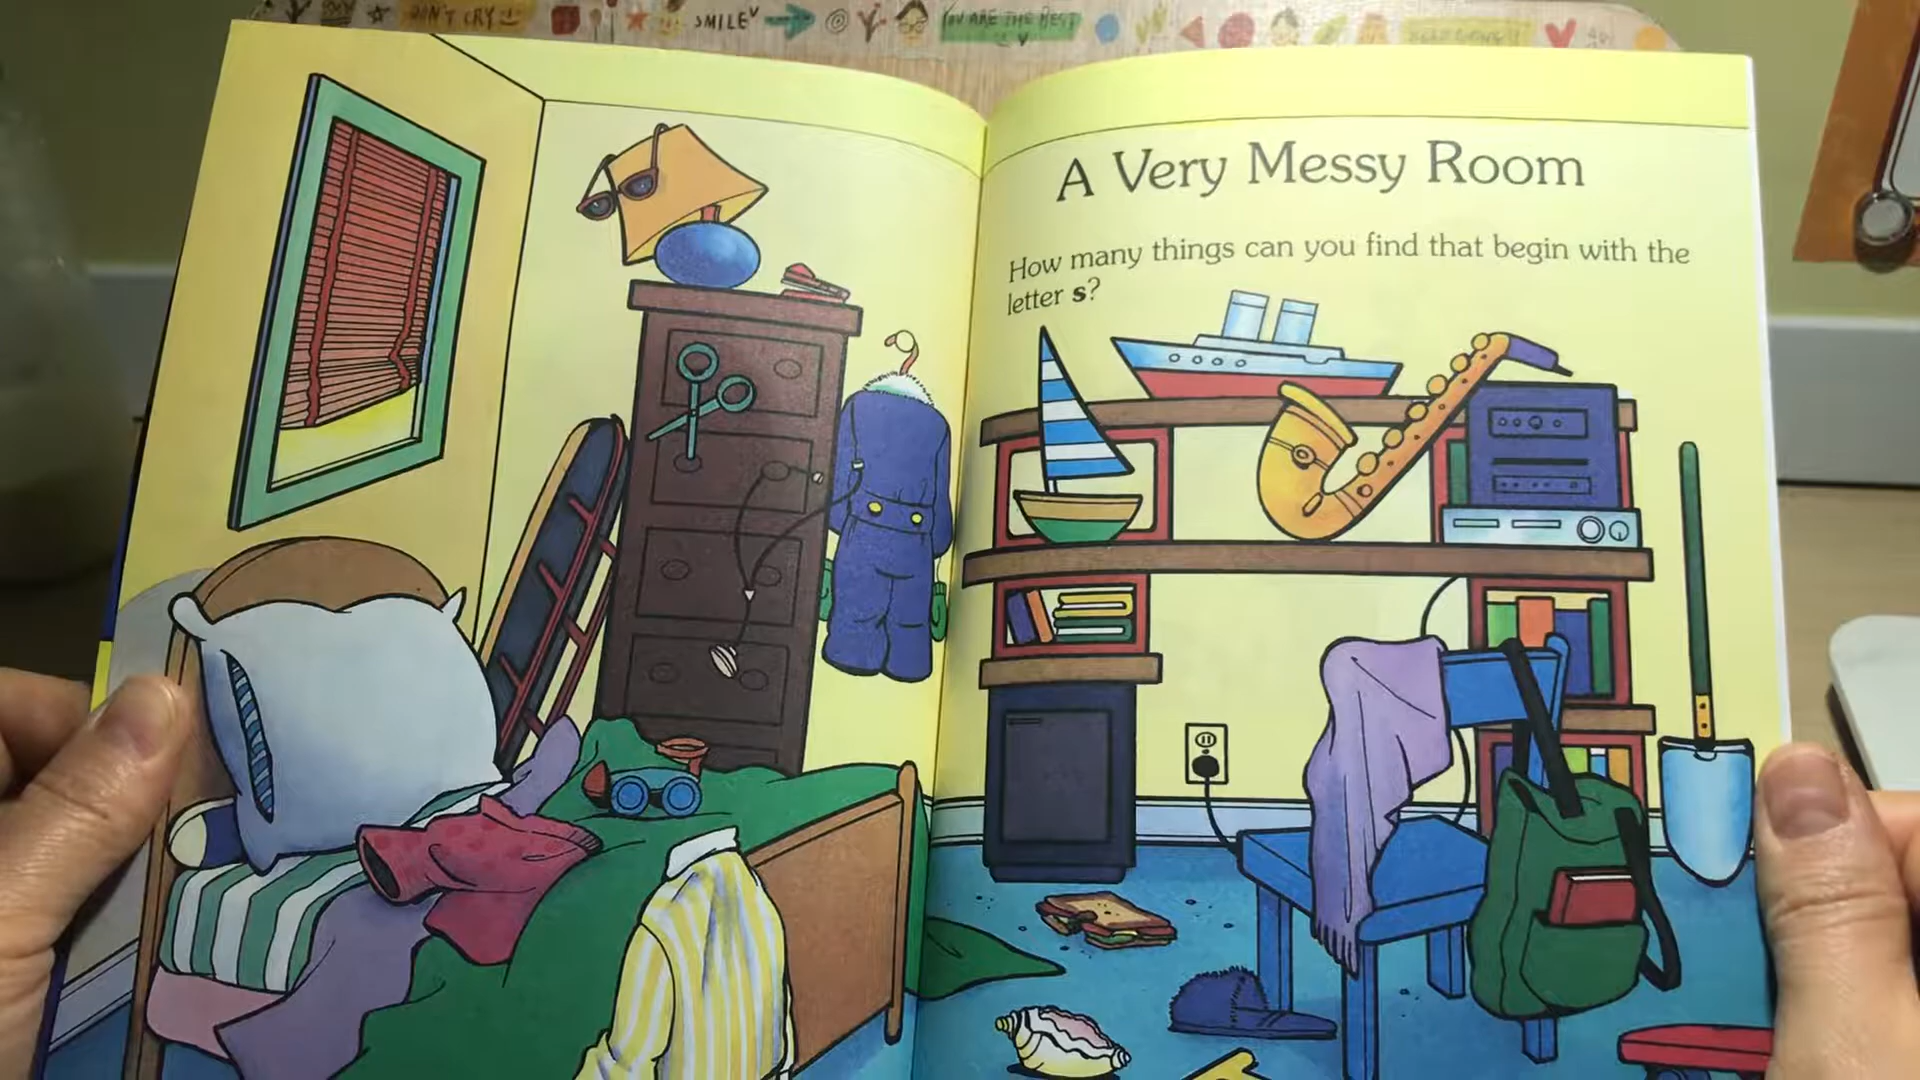 DON'T CRY
SMILE
YOU ARE THE BEST
A Very Messy Room
How many things can you find that begin with the
letter s?